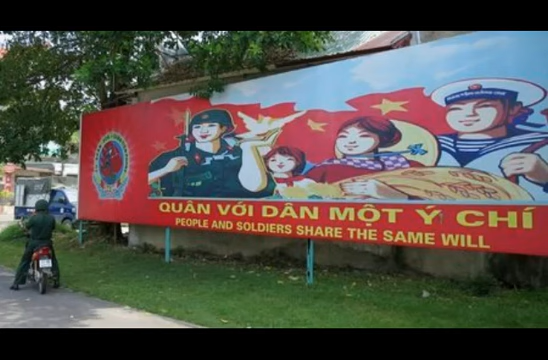 QUÂN VỚI DÂN MỘT Ý CHÍ
PEOPLE AND SOLDIERS SHARE THE SAME WILL